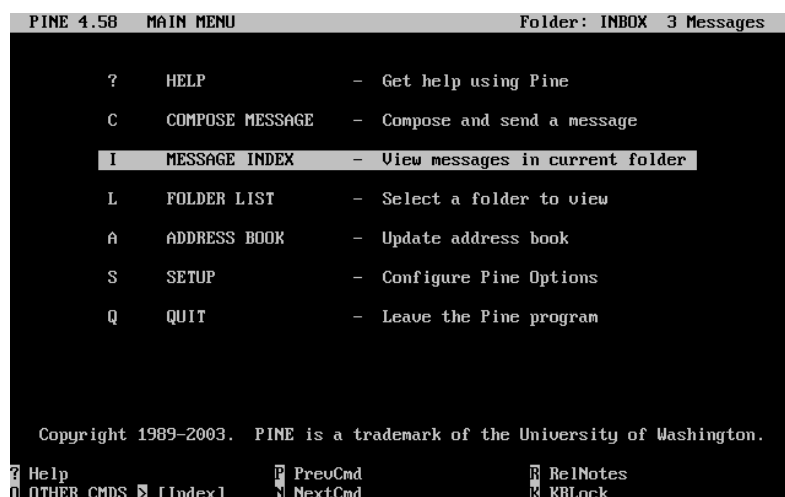 PINE 4.58 MAIN MENU Folder: INBOX 3 Messages
? HELP - Get help using Pine
C COMPOSE MESSAGE - Compose and send a message
I MESSAGE INDEX - View messages in current folder
L FOLDER LIST - Select a folder to view
A ADDRESS BOOK - Update address book
S SETUP - Configure Pine Options
Q QUIT - Leave the Pine program
Copyright 1989-2003. PINE is a trademark of the University of Washington.
? Help P PrevCmd R RelNotes
O OTHER CMDS > [Index] N NextCmd K KBLock